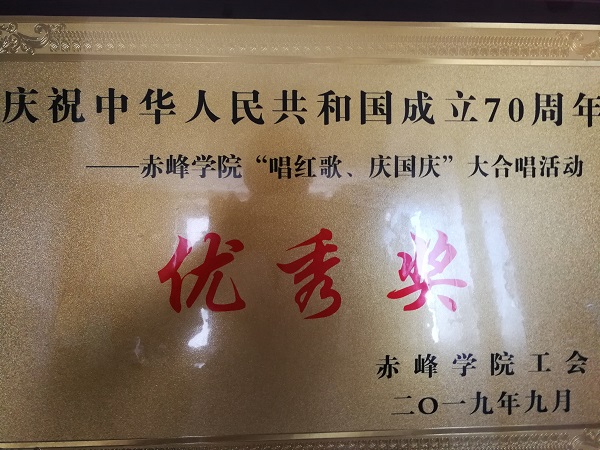 庆祝中华人民共和国成立70周年
——赤峰学院“唱红歌、庆国庆”大合唱活动
优秀奖
赤峰学院工会
二〇一九年九月